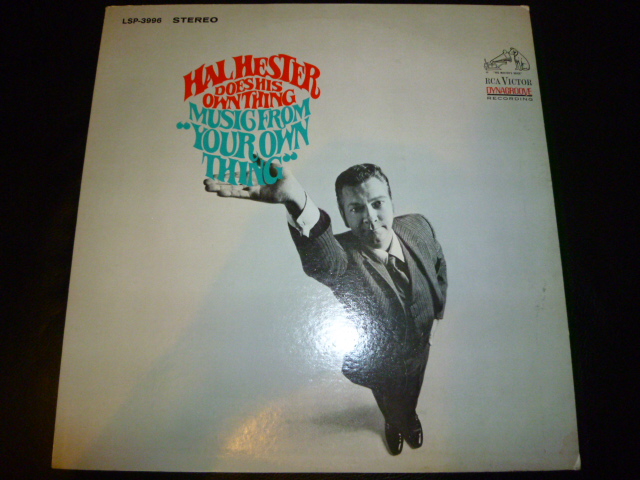 LSP-3996 STEREO
HAL HESTER
DOES HIS
OWN THING
MUSIC FROM
"YOUR OWN
THING"
RCA VICTOR
DYNAGROOVE
RECORDING